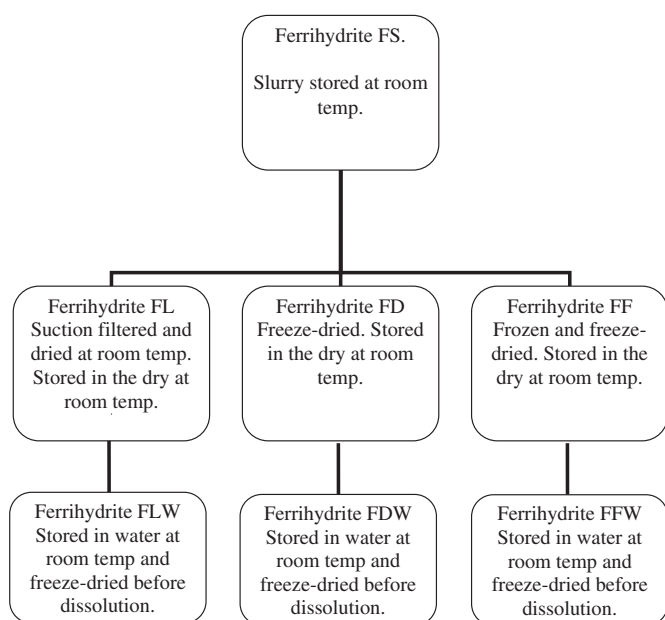 Ferrihydrite FS.
Slurry stored at room
temp.
Ferrihydrite FL
Suction filtered and
dried at room temp.
Stored in the dry at
room temp.
Ferrihydrite FD
Freeze-dried. Stored
in the dry at room
temp.
Ferrihydrite FF
Frozen and freeze-
dried. Stored in the
dry at room temp.
Ferrihydrite FLW
Stored in water at
room temp and
freeze-dried before
dissolution.
Ferrihydrite FDW
Stored in water at
room temp and
freeze-dried before
dissolution.
Ferrihydrite FFW
Stored in water at
room temp and
freeze-dried before
dissolution.